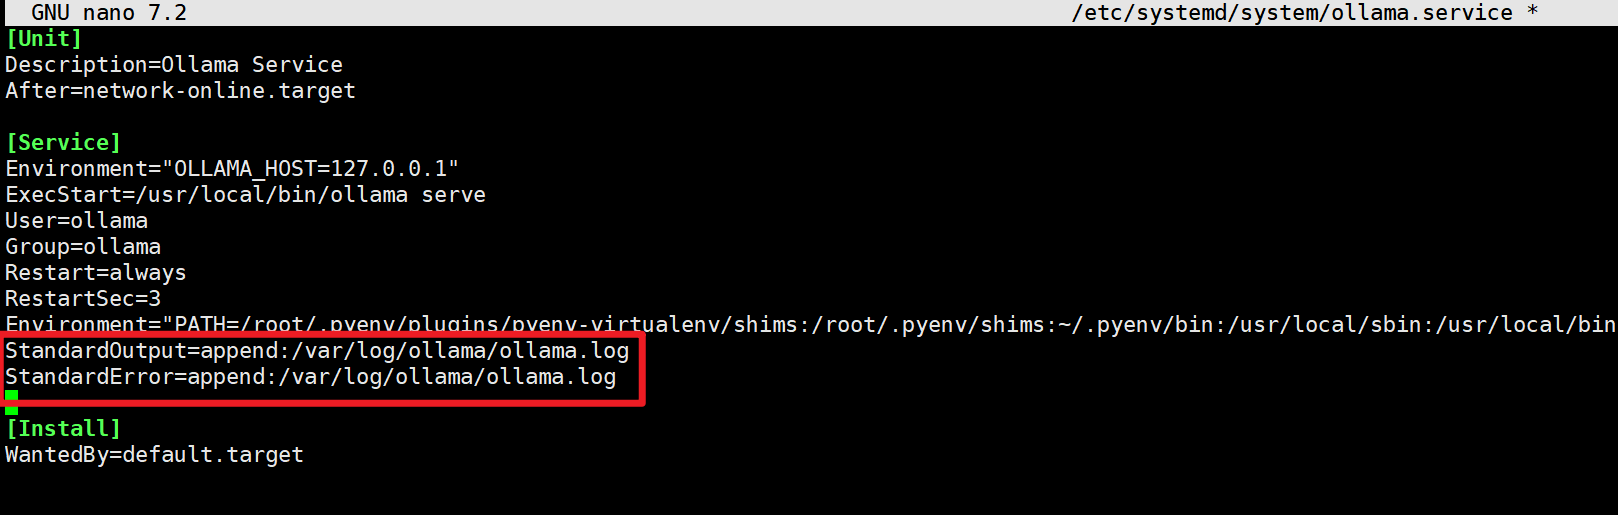 GNU nano 7.2 /etc/systemd/system/ollama.service *
[Unit]
Description=Ollama Service
After=network-online.target
[Service]
Environment="OLLAMA_HOST=127.0.0.1"
ExecStart=/usr/local/bin/ollama serve
User=ollama
Group=ollama
Restart=always
RestartSec=3
Environment="PATH=/root/.pyenv/plugins/pyenv-virtualenv/shims:/root/.pyenv/shims:~/.pyenv/bin:/usr/local/sbin:/usr/local/bin
StandardOutput=append:/var/log/ollama/ollama.log
StandardError=append:/var/log/ollama/ollama.log
[Install]
WantedBy=default.target